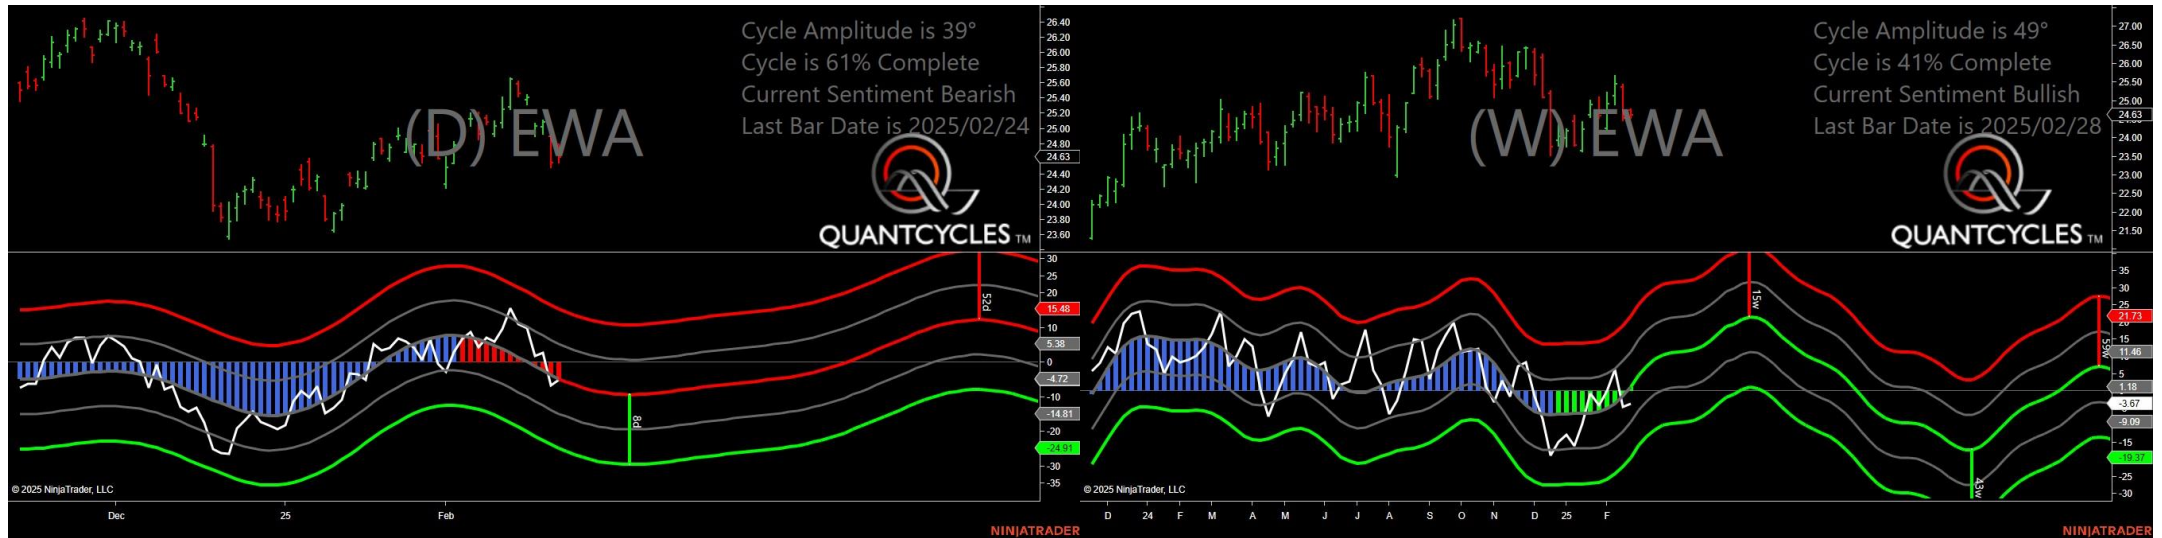 Cycle Amplitude is 39°
Cycle is 61% Complete
Current Sentiment Bearish
Last Bar Date is 2025/02/24
(D) EWA
QUANTCYCLES TM
26.40
26.20
26.00
25.80
25.60
25.40
25.20
25.00
24.80
24.63
24.40
24.20
24.00
23.80
23.60
30
25
20
15.48
10
5.38
0
-4.72
-10
-14.81
-20
-24.91
-30
-35
52d
8d
© 2025 NinjaTrader, LLC
Dec
25
Feb
NINJATRADER
Cycle Amplitude is 49°
Cycle is 41% Complete
Current Sentiment Bullish
Last Bar Date is 2025/02/28
(W) EWA
QUANTCYCLES TM
27.00
26.50
26.00
25.50
25.00
24.63
24.00
23.50
23.00
22.50
22.00
21.50
35
30
25
21.73
15
11.46
5
1.18
-3.67
-9.09
-15
-19.37
-25
-30
15w
59w
43w
© 2025 NinjaTrader, LLC
D 24 F M A M J J A S O N D 25 F
NINJATRADER